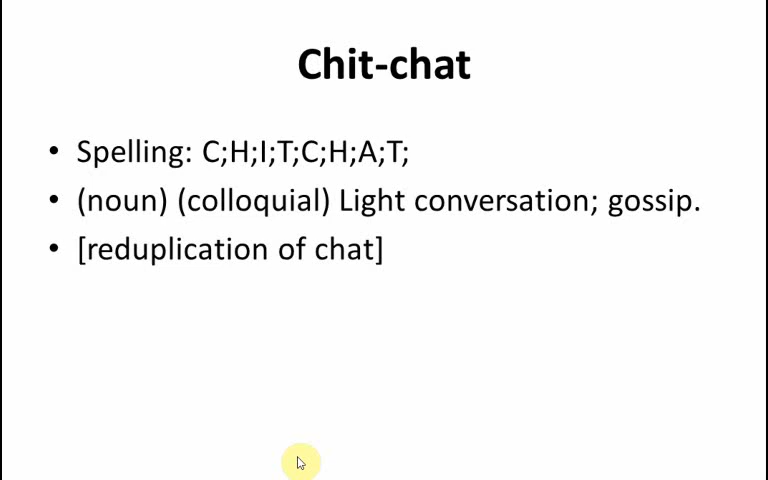 Chit-chat
• Spelling: C;H;I;T;C;H;A;T;
• (noun) (colloquial) Light conversation; gossip.
• [reduplication of chat]